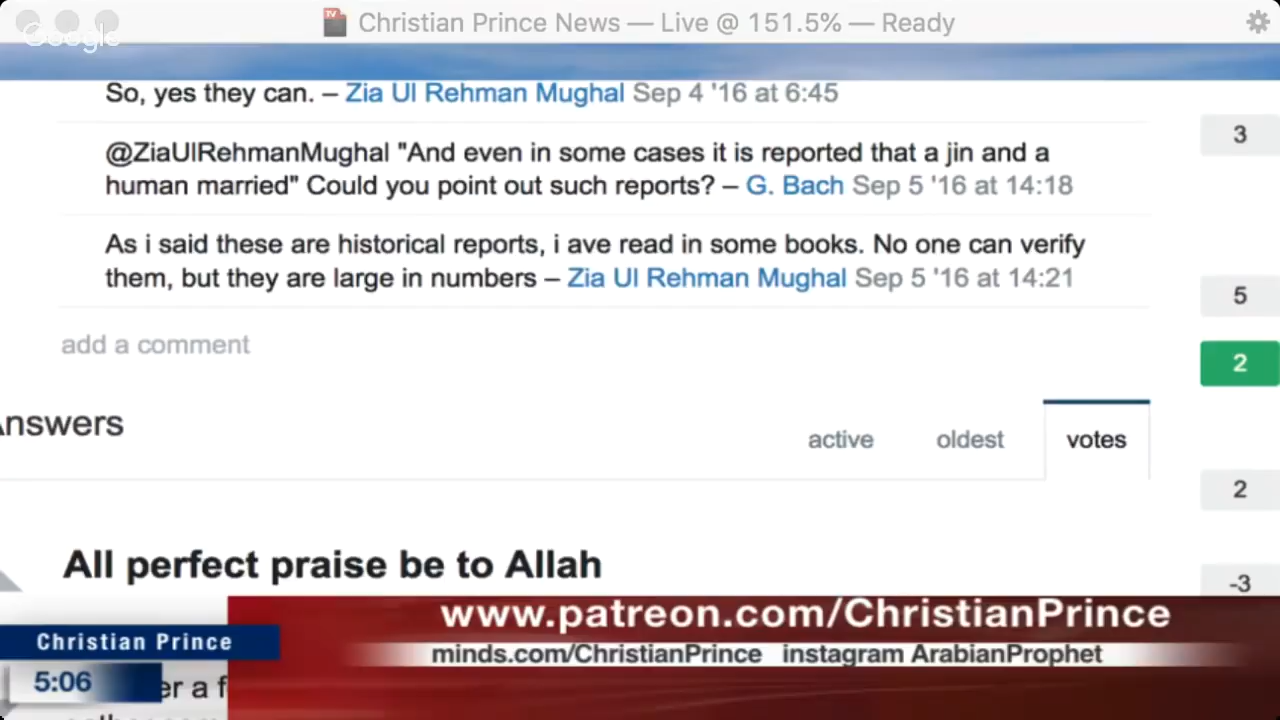 Christian Prince News — Live @ 151.5% — Ready
Google
So, yes they can. – Zia Ul Rehman Mughal Sep 4 '16 at 6:45
3
@ZiaUlRehmanMughal "And even in some cases it is reported that a jin and a
human married" Could you point out such reports? – G. Bach Sep 5 '16 at 14:18
As i said these are historical reports, i ave read in some books. No one can verify
them, but they are large in numbers – Zia Ul Rehman Mughal Sep 5 '16 at 14:21
5
add a comment
2
Answers
active oldest votes
2
All perfect praise be to Allah
-3
www.patreon.com/ChristianPrince
Christian Prince
minds.com/ChristianPrince instagram ArabianProphet
5:06
er a f